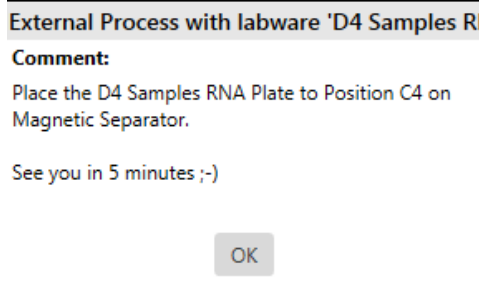 External Process with labware 'D4 Samples R
Comment:
Place the D4 Samples RNA Plate to Position C4 on
Magnetic Separator.
See you in 5 minutes ;-)
OK